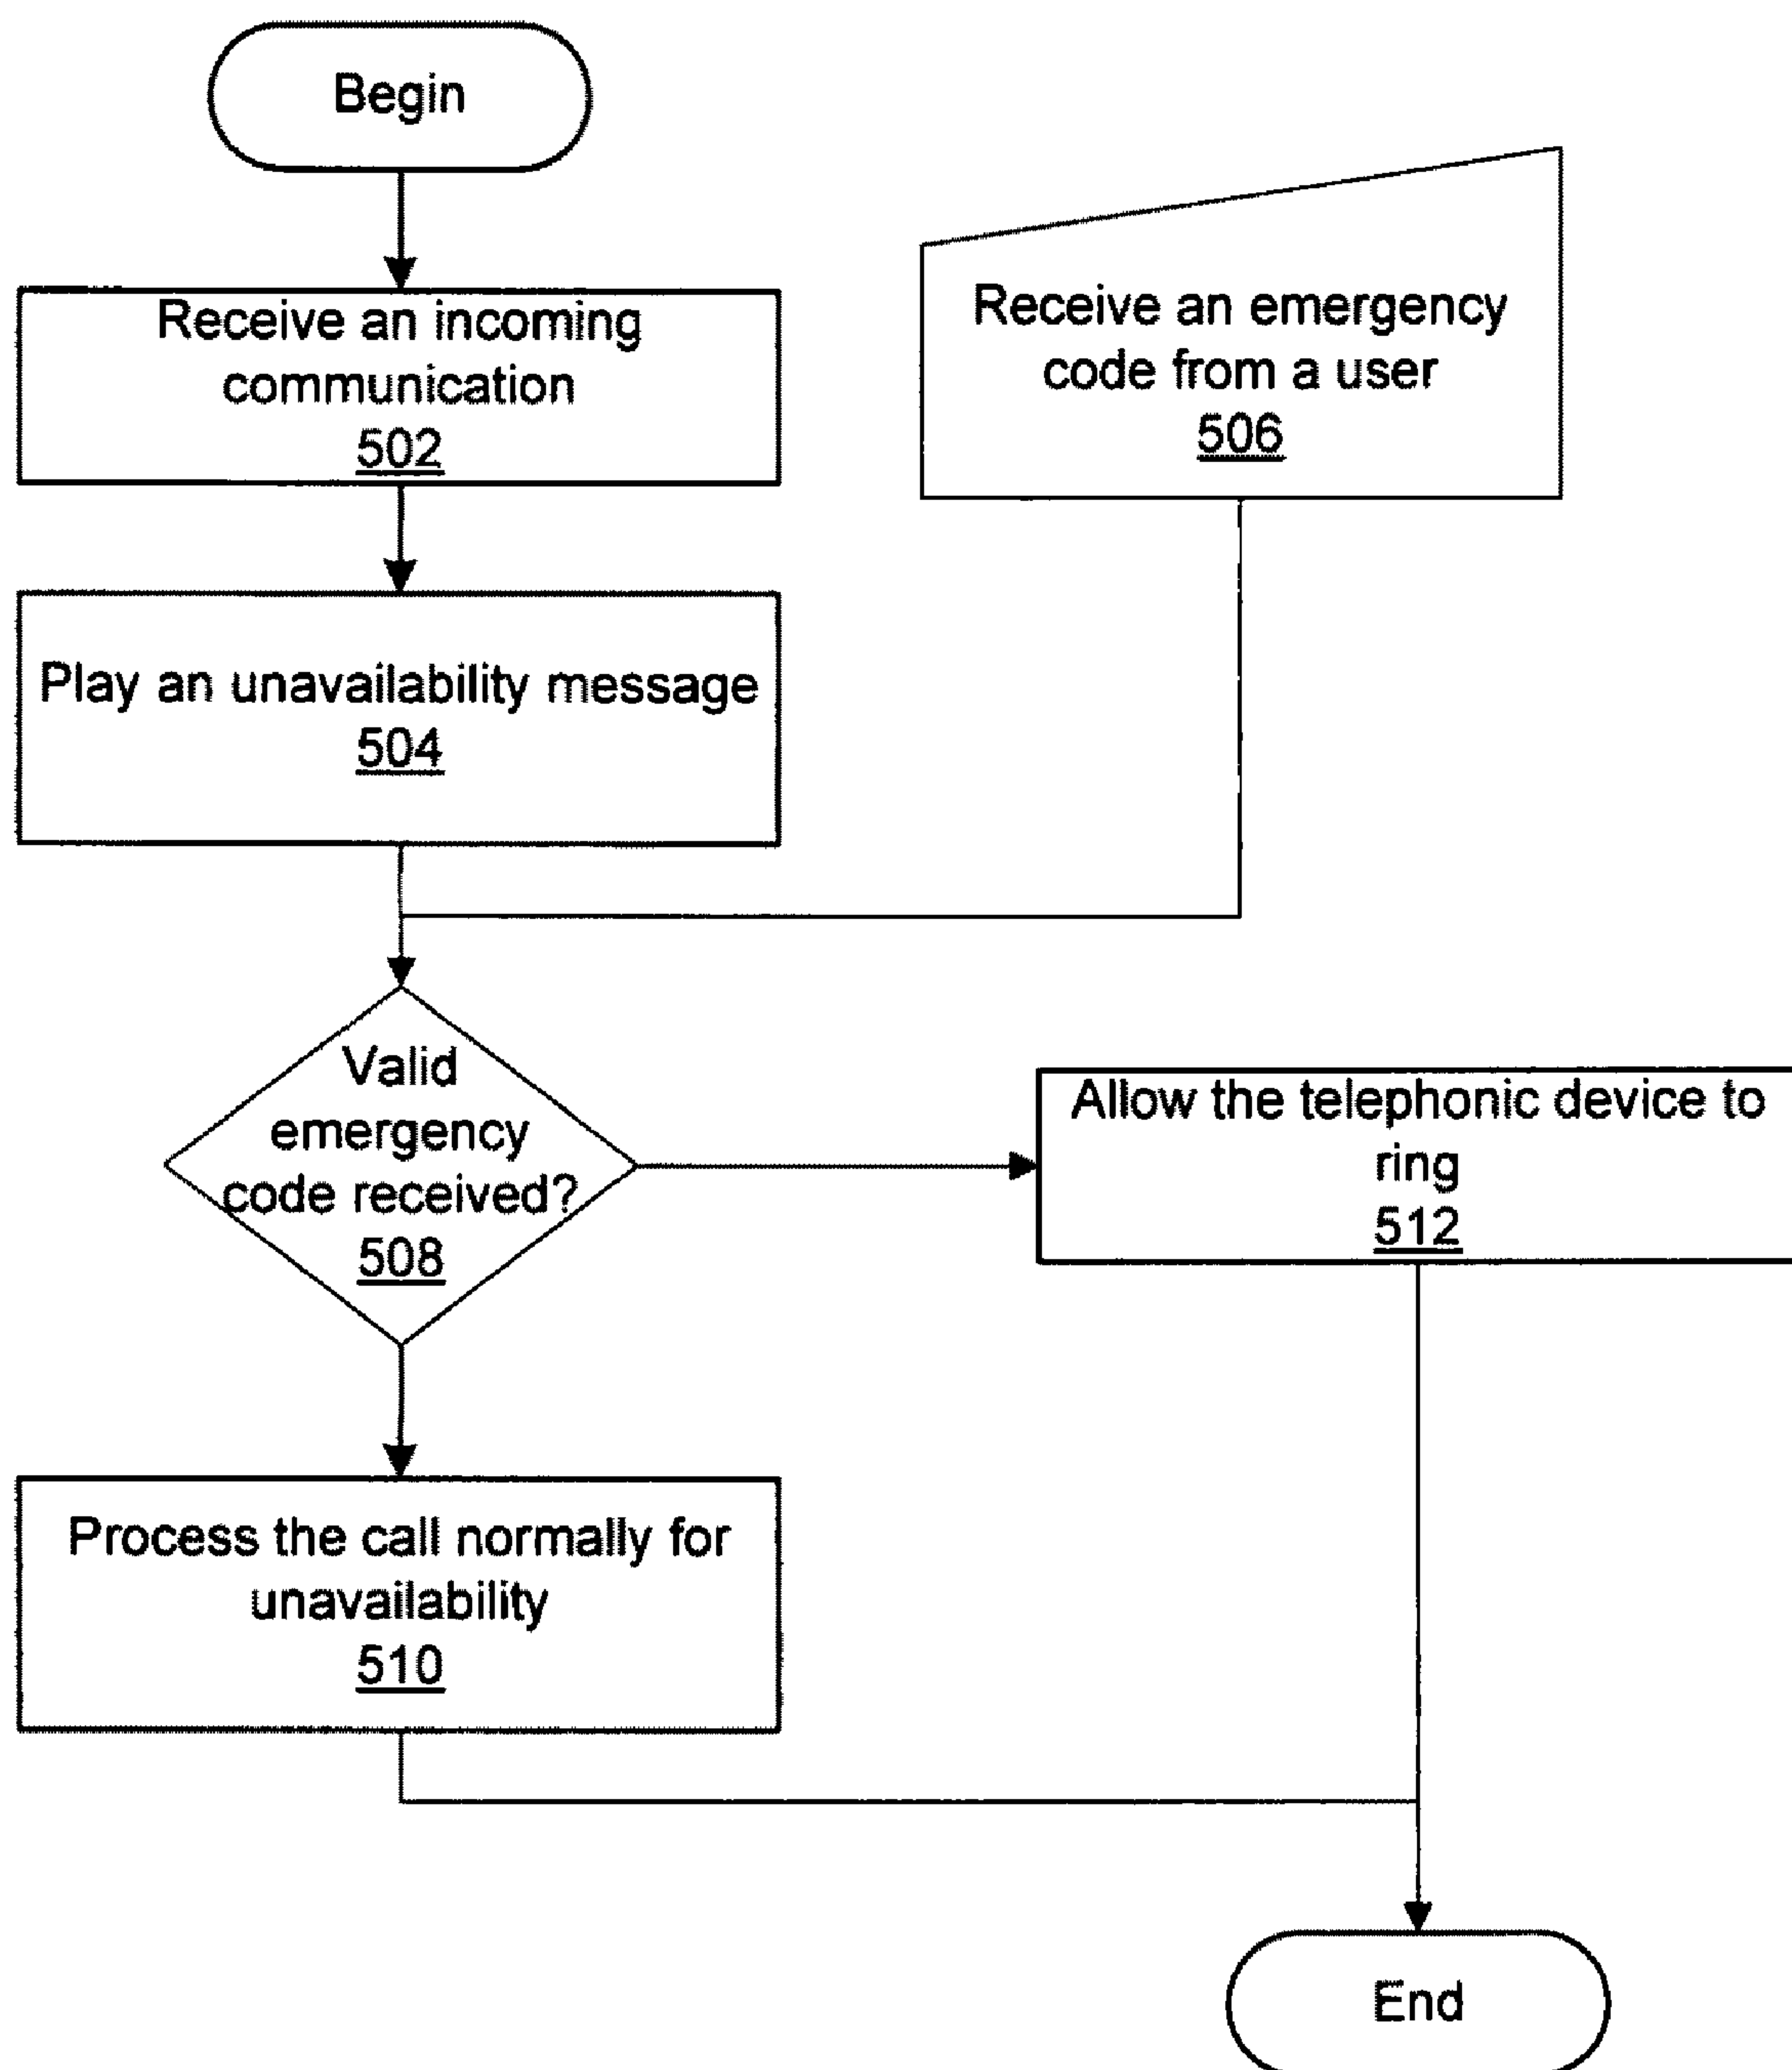 Begin
Receive an incoming
communication
502
Receive an emergency
code from a user
506
Play an unavailability message
504
Valid
emergency
code received?
508
Allow the telephonic device to
ring
512
Process the call normally for
unavailability
510
End